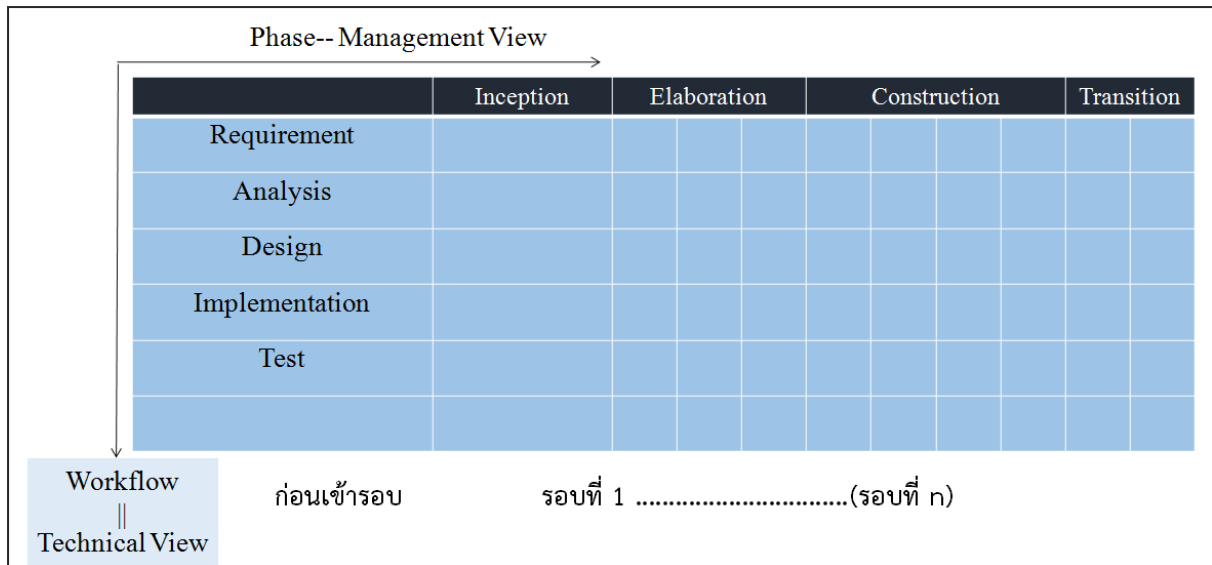 Phase-- Management View
Inception Elaboration Construction Transition
Requirement
Analysis
Design
Implementation
Test
Workflow
||
Technical View
ก่อนเข้ารอบ รอบที่ 1 ................................(รอบที่ n)